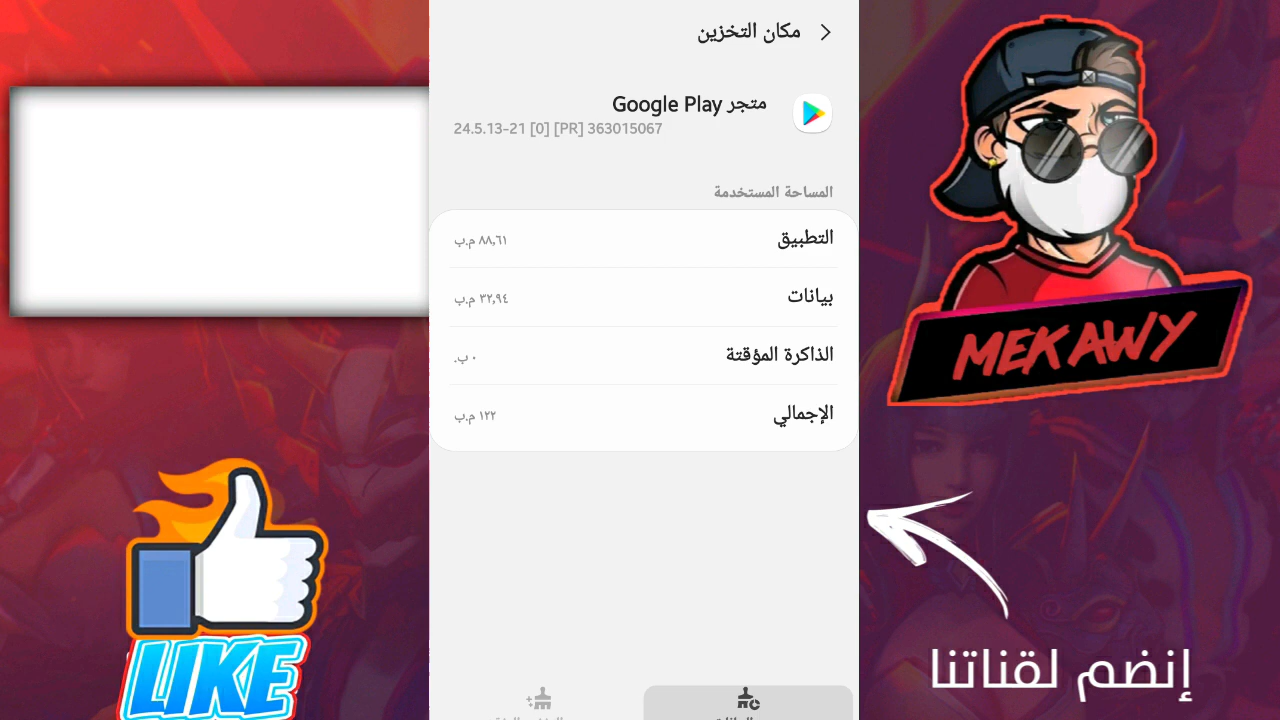 مكان التخزين
متجر Google Play
24.5.13-21 [0] [PR] 363015067
المساحة المستخدمة
التطبيق ٨٨,٦١ م.ب
بيانات ٣٢,٩٤ م.ب
الذاكرة المؤقتة ٠ ب.
الإجمالي ١٢٢ م.ب
MEKAWY
LIKE
إنضم لقناتنا